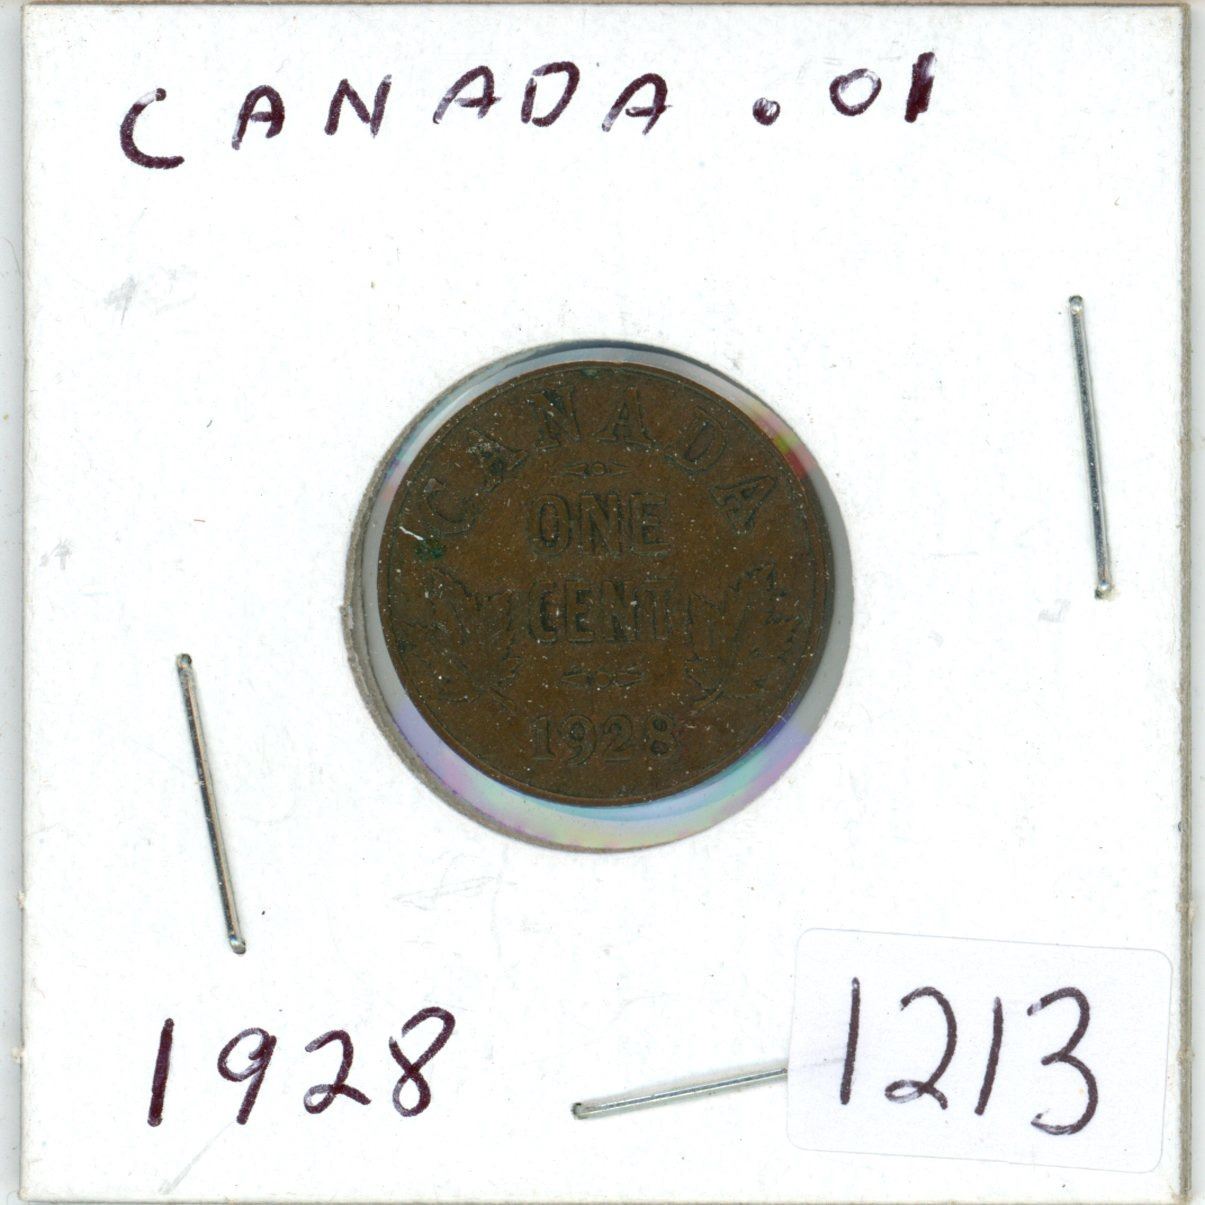 CANADA .01
CANADA
ONE
CENT
1928
1928
1213